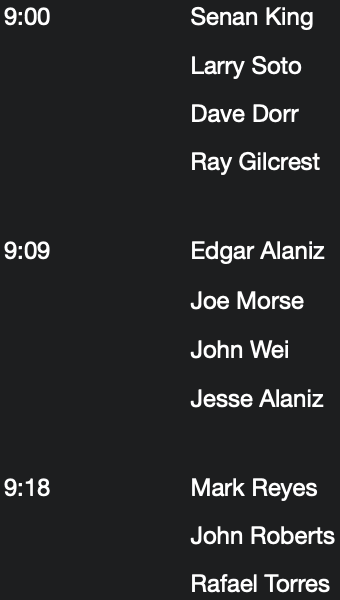 9:00 Senan King
Larry Soto
Dave Dorr
Ray Gilcrest
9:09 Edgar Alaniz
Joe Morse
John Wei
Jesse Alaniz
9:18 Mark Reyes
John Roberts
Rafael Torres